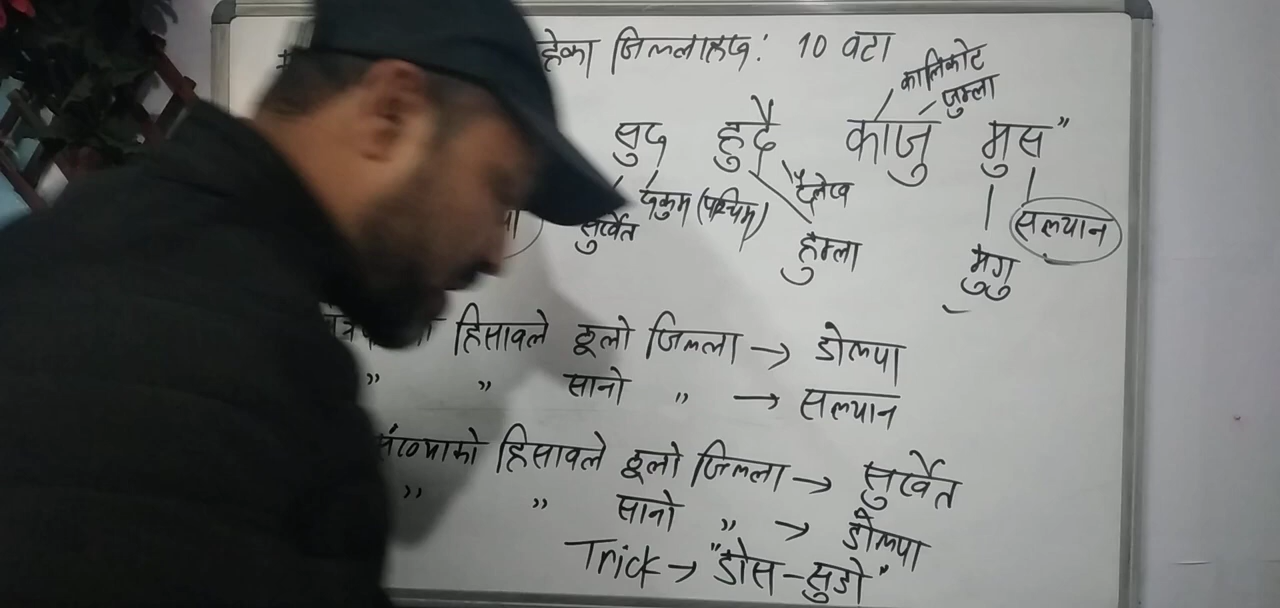 हेका जिल्लाहरु: 10 वटा
कालिकोट
जुम्ला
सुद हुदै काजु मुस"
दैलेख
रुकुम (पश्चिम)
सुर्खेत
सल्यान
हुम्ला
मुगु
हिसावले ठूलो जिल्ला → डोल्पा
" " सानो " → सल्यान
हिसावले ठूलो जिल्ला → सुर्खेत
" " सानो " → डोल्पा
Trick → "डोस-सुडो"